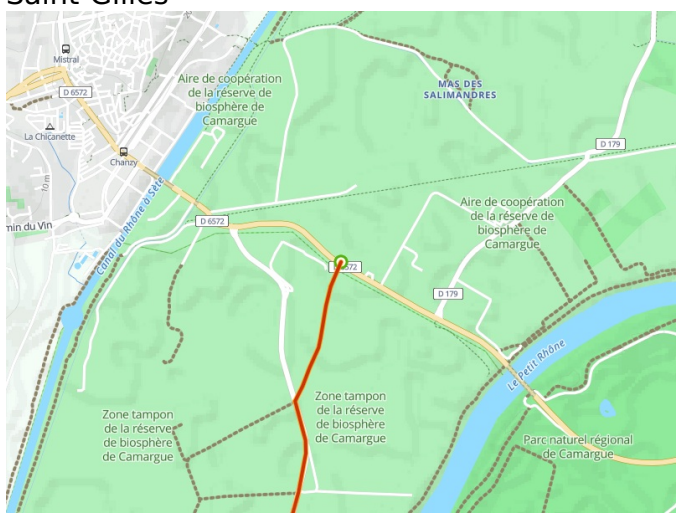 Saint-Gilles
Mistral
D 6572
Aire de coopération
de la réserve de
biosphère de
Camargue
MAS DES
SALIMANDRES
La Chicanette
Chanzy
D 179
10 m
Canal du Rhône à Sète
min du Vin
D 6572
Aire de coopération
de la réserve de
biosphère de
Camargue
6572
D 179
Le Petit Rhône
Zone tampon
de la réserve
de biosphère
de Camargue
Zone tampon
de la réserve
de biosphère
de Camargue
Parc naturel régional
de Camargue